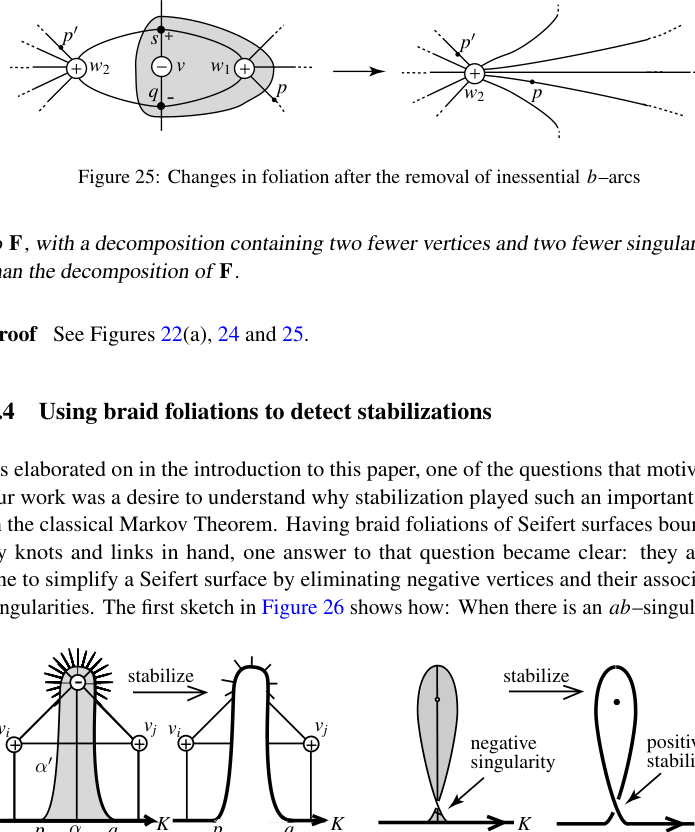 p′ s + p′
w₂ − v w₁
q - p w₂ p
Figure 25: Changes in foliation after the removal of inessential b–arcs
F, with a decomposition containing two fewer vertices and two fewer singular
than the decomposition of F.
roof See Figures 22(a), 24 and 25.
.4 Using braid foliations to detect stabilizations
s elaborated on in the introduction to this paper, one of the questions that motiv
ur work was a desire to understand why stabilization played such an important
the classical Markov Theorem. Having braid foliations of Seifert surfaces bour
y knots and links in hand, one answer to that question became clear: they a
ne to simplify a Seifert surface by eliminating negative vertices and their associ
ngularities. The first sketch in Figure 26 shows how: When there is an ab–singul
stabilize stabilize
vᵢ vⱼ vᵢ vⱼ
negative singularity
positiv stabili
α′
p α q K p q K K